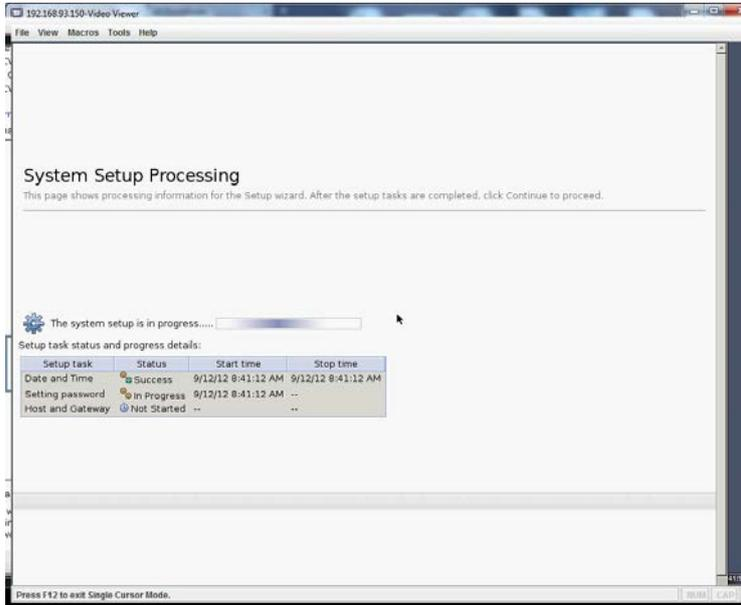 192.168.93.150-Video Viewer
File View Macros Tools Help
System Setup Processing
This page shows processing information for the Setup wizard. After the setup tasks are completed, click Continue to proceed.
The system setup is in progress.....
Setup task status and progress details:
Setup task Status Start time Stop time
Date and Time Success 9/12/12 8:41:12 AM 9/12/12 8:41:12 AM
Setting password In Progress 9/12/12 8:41:12 AM --
Host and Gateway Not Started -- --
Press F12 to exit Single Cursor Mode.
NUM CAP